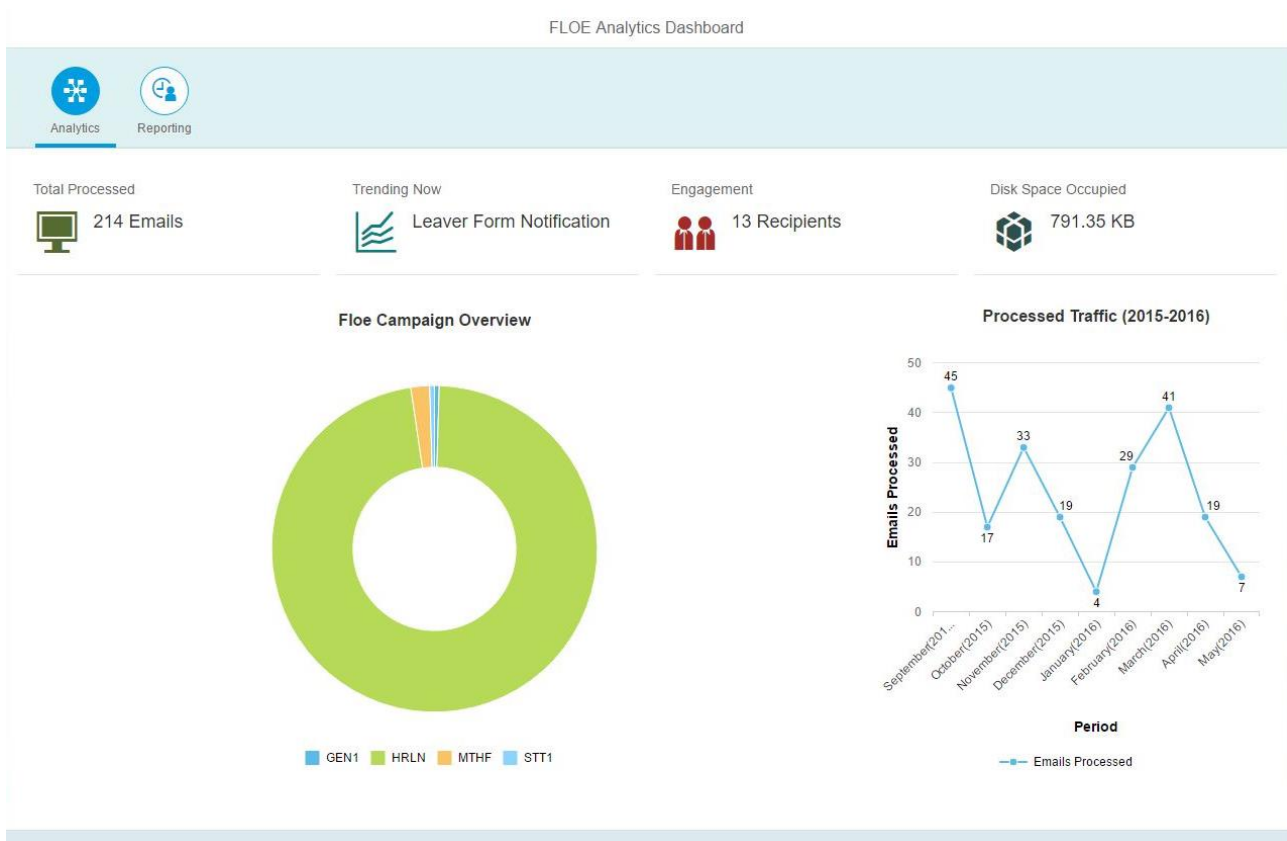 FLOE Analytics Dashboard
Analytics
Reporting
Total Processed
214 Emails
Trending Now
Leaver Form Notification
Engagement
13 Recipients
Disk Space Occupied
791.35 KB
Floe Campaign Overview
GEN1 HRLN MTHF STT1
Processed Traffic (2015-2016)
Emails Processed
50
40
30
20
10
0
45
17
33
19
4
29
41
19
7
September(201...
October(2015)
November(2015)
December(2015)
January(2016)
February(2016)
March(2016)
April(2016)
May(2016)
Period
Emails Processed